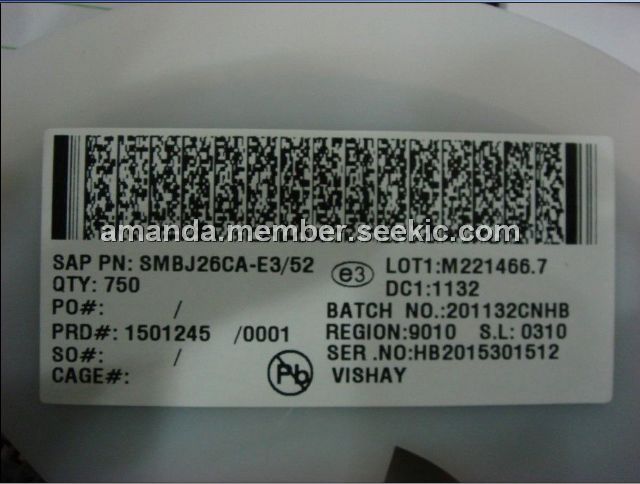 amanda.member.seekic.com
SAP PN: SMBJ26CA-E3/52 e3 LOT1:M221466.7
QTY: 750 DC1:1132
PO#: / BATCH NO.:201132CNHB
PRD#: 1501245 /0001 REGION:9010 S.L: 0310
SO#: / SER .NO:HB2015301512
CAGE#: Pb VISHAY